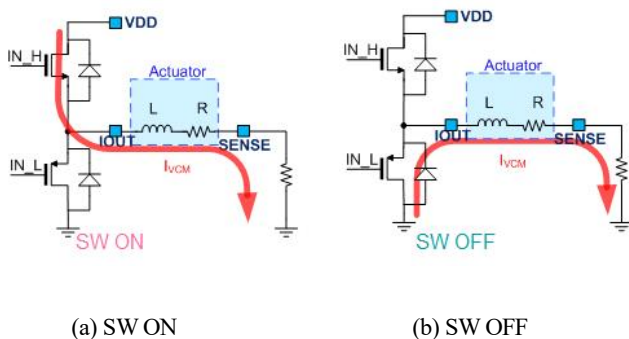 VDD
IN_H
Actuator
L R
IOUT
SENSE
IN_L
IVCM
SW ON
VDD
IN_H
Actuator
L R
IOUT
SENSE
IN_L
IVCM
SW OFF
(a) SW ON
(b) SW OFF